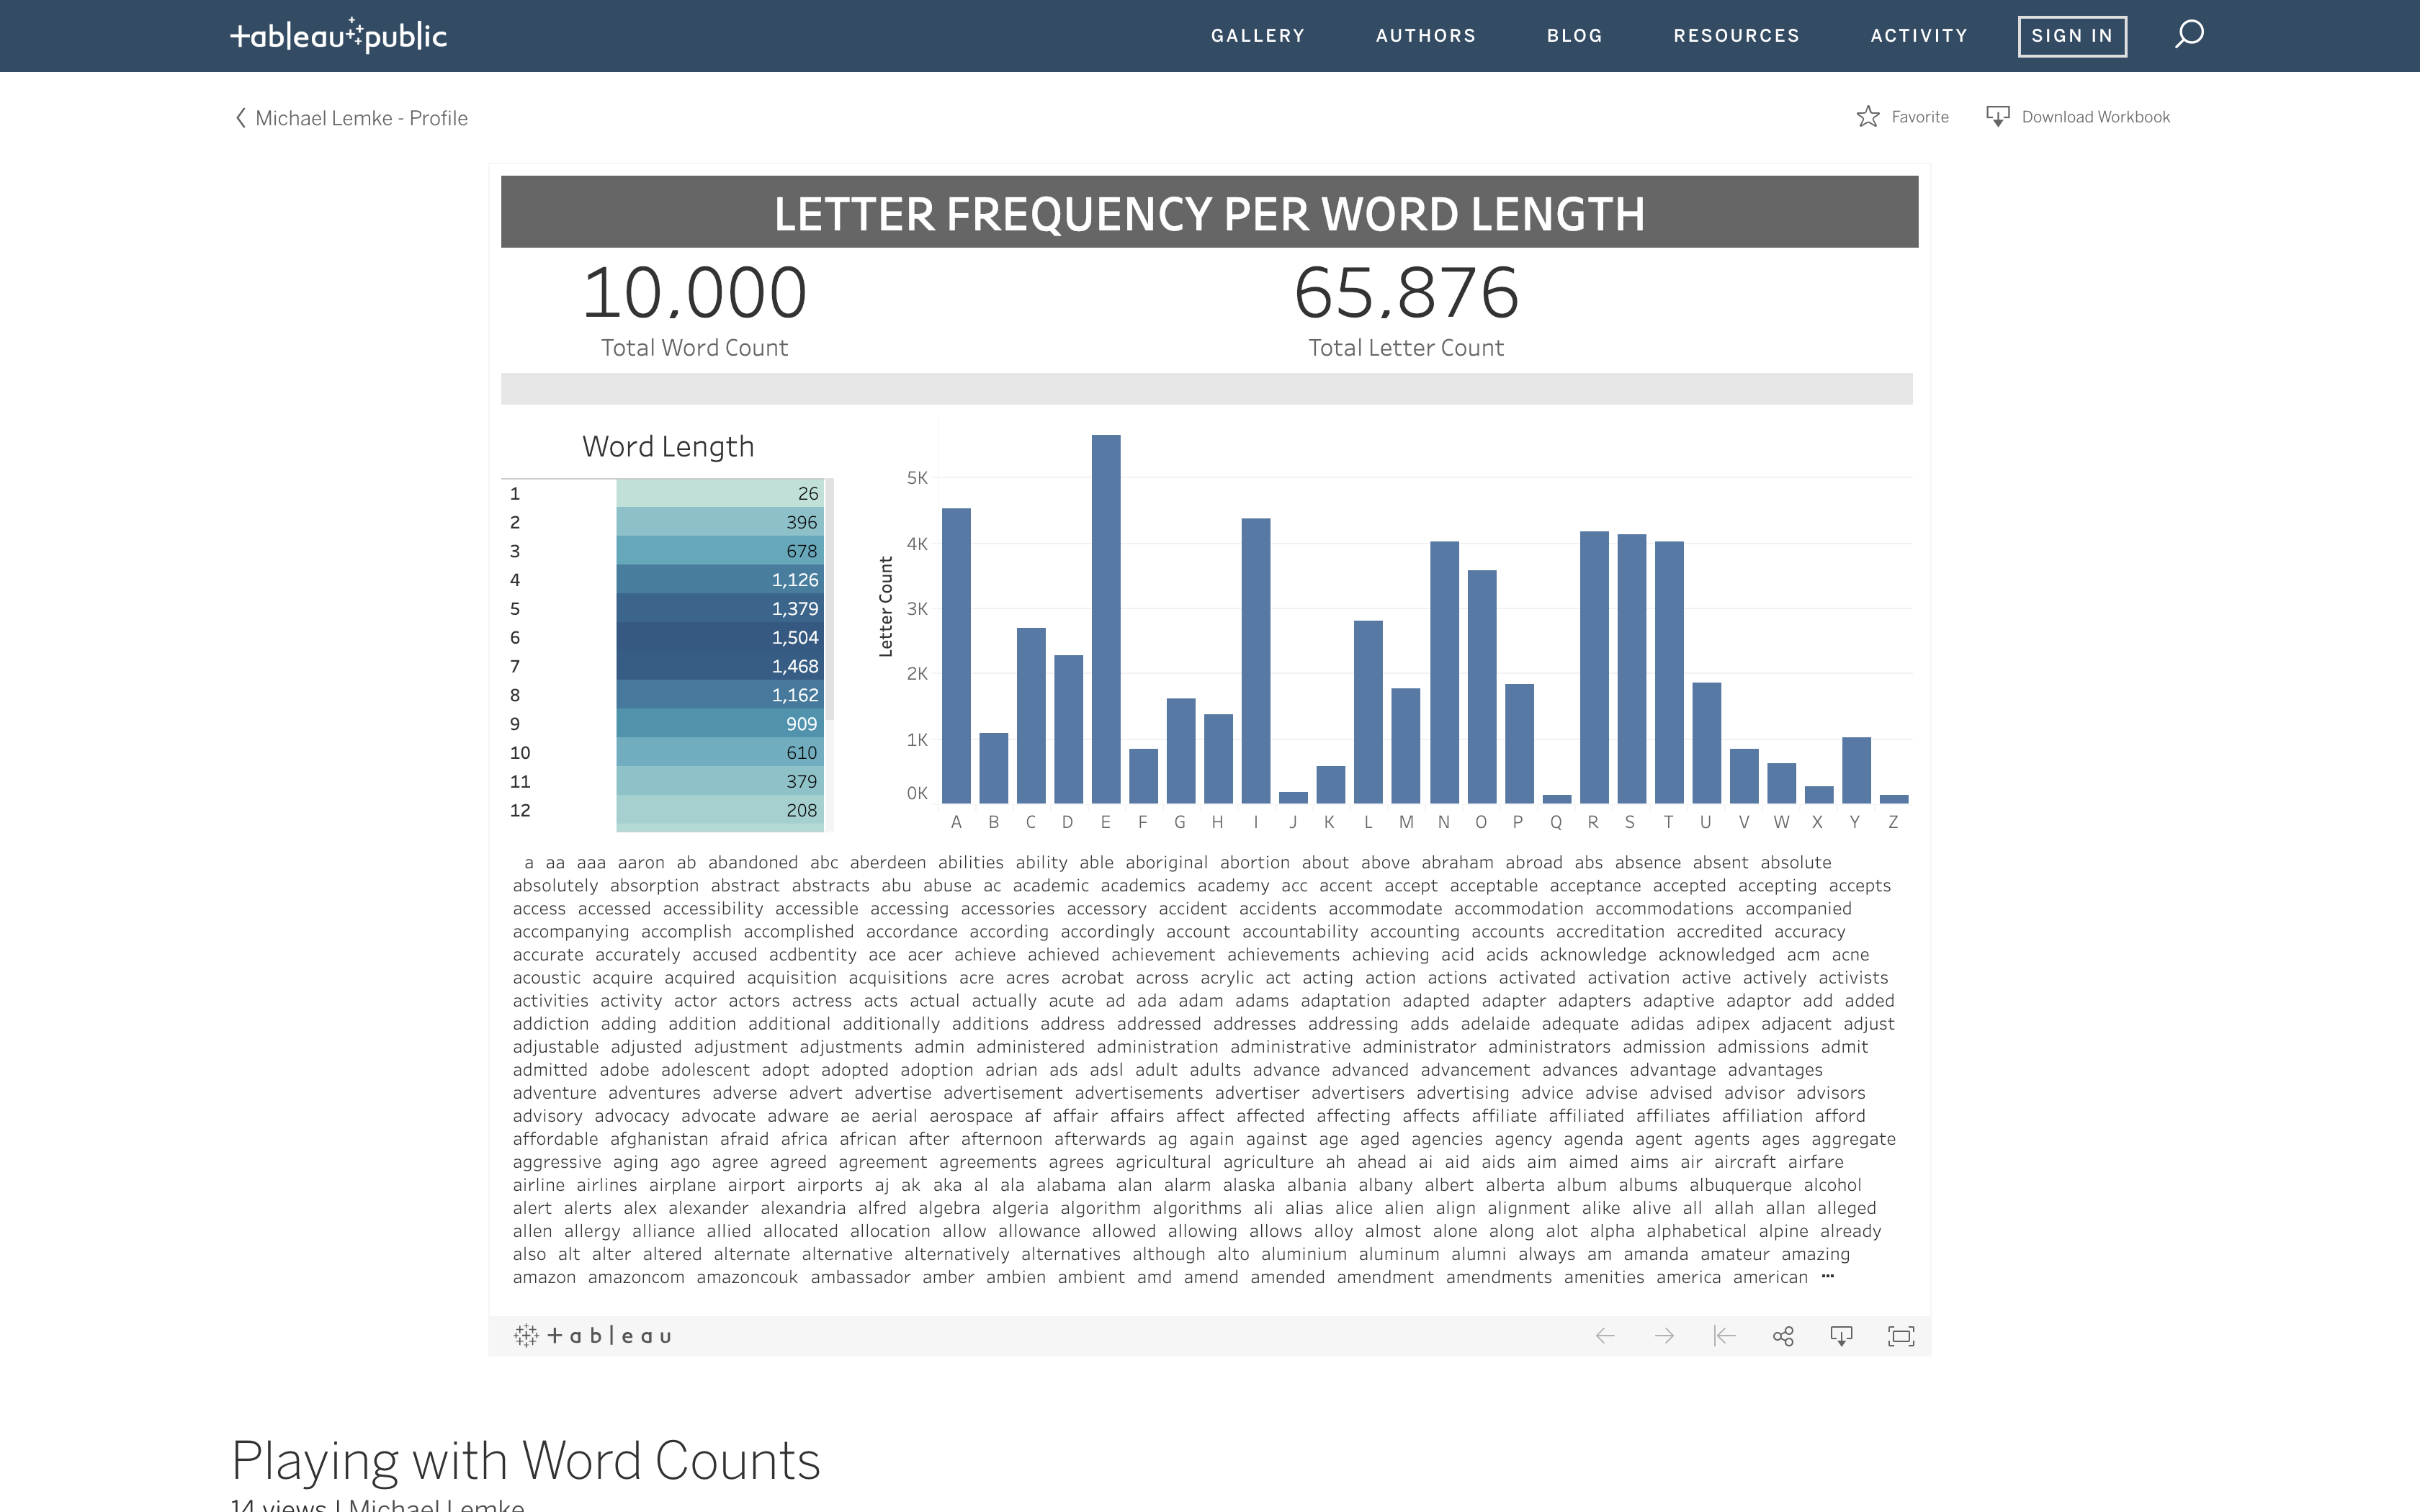 tableau public
GALLERY AUTHORS BLOG RESOURCES ACTIVITY SIGN IN
Michael Lemke - Profile
Favorite Download Workbook
LETTER FREQUENCY PER WORD LENGTH
10,000 65,876
Total Word Count Total Letter Count
Word Length
1 26
2 396
3 678
4 1,126
5 1,379
6 1,504
7 1,468
8 1,162
9 909
10 610
11 379
12 208
Letter Count
5K
4K
3K
2K
1K
0K
A B C D E F G H I J K L M N O P Q R S T U V W X Y Z
a aa aaa aaron ab abandoned abc aberdeen abilities ability able aboriginal abortion about above abraham abroad abs absence absent absolute
absolutely absorption abstract abstracts abu abuse ac academic academics academy acc accent accept acceptable acceptance accepted accepting accepts
access accessed accessibility accessible accessing accessories accessory accident accidents accommodate accommodation accommodations accompanied
accompanying accomplish accomplished accordance according accordingly account accountability accounting accounts accreditation accredited accuracy
accurate accurately accused acdbentity ace acer achieve achieved achievement achievements achieving acid acids acknowledge acknowledged acm acne
acoustic acquire acquired acquisition acquisitions acre acres acrobat across acrylic act acting action actions activated activation active actively activists
activities activity actor actors actress acts actual actually acute ad ada adam adams adaptation adapted adapter adapters adaptive adaptor add added
addiction adding addition additional additionally additions address addressed addresses addressing adds adelaide adequate adidas adipex adjacent adjust
adjustable adjusted adjustment adjustments admin administered administration administrative administrator administrators admission admissions admit
admitted adobe adolescent adopt adopted adoption adrian ads adsl adult adults advance advanced advancement advances advantage advantages
adventure adventures adverse advert advertise advertisement advertisements advertiser advertisers advertising advice advise advised advisor advisors
advisory advocacy advocate adware ae aerial aerospace af affair affairs affect affected affecting affects affiliate affiliated affiliates affiliation afford
affordable afghanistan afraid africa african after afternoon afterwards ag again against age aged agencies agency agenda agent agents ages aggregate
aggressive aging ago agree agreed agreement agreements agrees agricultural agriculture ah ahead ai aid aids aim aimed aims air aircraft airfare
airline airlines airplane airport airports aj ak aka al ala alabama alan alarm alaska albania albany albert alberta album albums albuquerque alcohol
alert alerts alex alexander alexandria alfred algebra algeria algorithm algorithms ali alias alice alien align alignment alike alive all allah allan alleged
allen allergy alliance allied allocated allocation allow allowance allowed allowing allows alloy almost alone along alot alpha alphabetical alpine already
also alt alter altered alternate alternative alternatively alternatives although alto aluminium aluminum alumni always am amanda amateur amazing
amazon amazoncom amazoncouk ambassador amber ambien ambient amd amend amended amendment amendments amenities america american ...
tableau
Playing with Word Counts
14 views | Michael Lemke